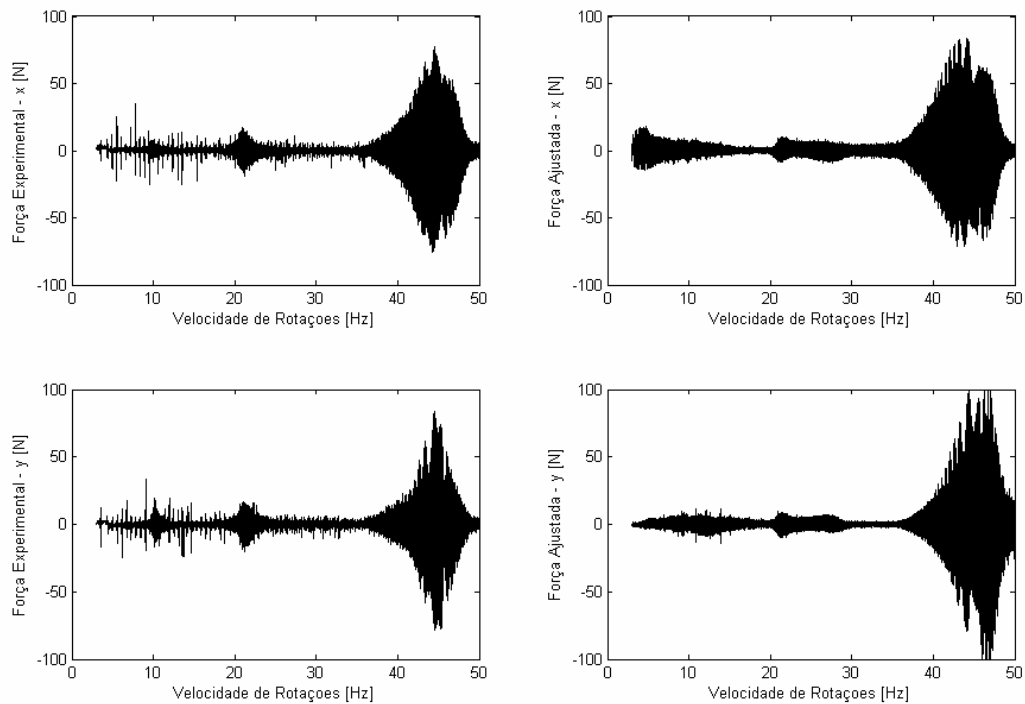 100
50
0
-50
-100
0 10 20 30 40 50
Força Experimental - x [N]
Velocidade de Rotaçoes [Hz]
100
50
0
-50
-100
0 10 20 30 40 50
Força Ajustada - x [N]
Velocidade de Rotaçoes [Hz]
100
50
0
-50
-100
0 10 20 30 40 50
Força Experimental - y [N]
Velocidade de Rotaçoes [Hz]
100
50
0
-50
-100
0 10 20 30 40 50
Força Ajustada - y [N]
Velocidade de Rotaçoes [Hz]